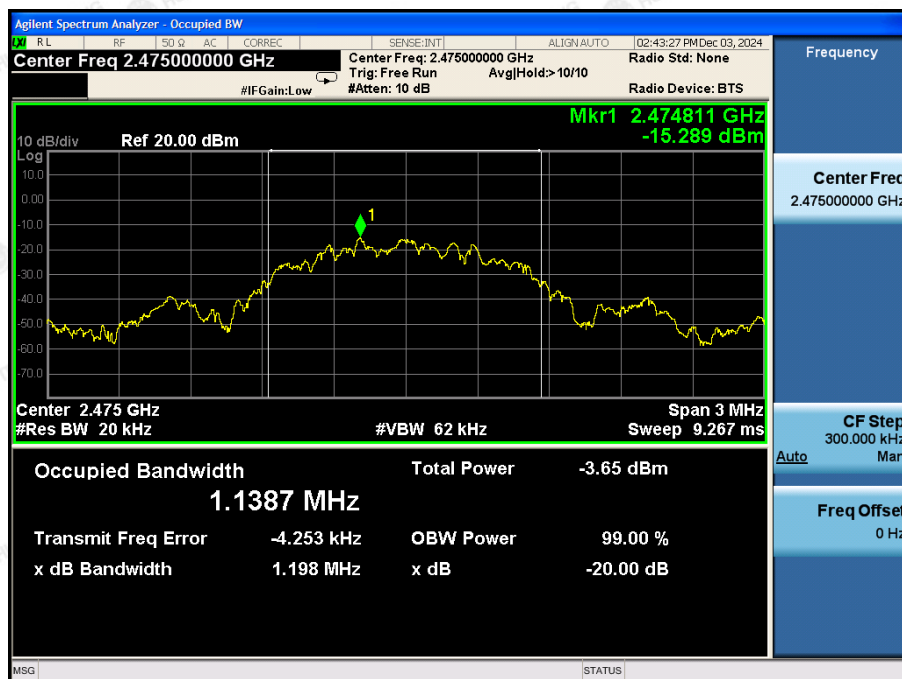 Agilent Spectrum Analyzer - Occupied BW
LXI RL RF 50 Ω AC CORREC SENSE:INT ALIGNAUTO 02:43:27 PM Dec 03, 2024
Center Freq 2.475000000 GHz
Center Freq: 2.475000000 GHz Radio Std: None
Trig: Free Run Avg|Hold:>10/10
#IFGain:Low #Atten: 10 dB Radio Device: BTS
Mkr1 2.474811 GHz
-15.289 dBm
10 dB/div Ref 20.00 dBm
Log
10.0
0.00
-10.0
-20.0
-30.0
-40.0
-50.0
-60.0
-70.0
1
Center 2.475 GHz Span 3 MHz
#Res BW 20 kHz #VBW 62 kHz Sweep 9.267 ms
Occupied Bandwidth Total Power -3.65 dBm
1.1387 MHz
Transmit Freq Error -4.253 kHz OBW Power 99.00 %
x dB Bandwidth 1.198 MHz x dB -20.00 dB
MSG STATUS
Frequency
Center Freq
2.475000000 GHz
CF Step
300.000 kHz
Auto Man
Freq Offset
0 Hz